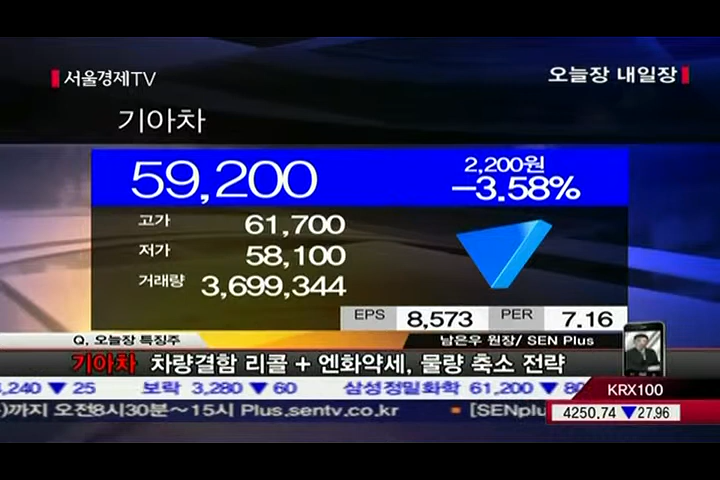 서울경제TV
오늘장 내일장
기아차
59,200
2,200원
-3.58%
고가 61,700
저가 58,100
거래량 3,699,344
EPS 8,573 PER 7.16
Q. 오늘장 특징주
남은우 원장/ SEN Plus
기아차 차량결함 리콜 + 엔화약세, 물량 축소 전략
,240 ▼ 25 보락 3,280 ▼ 60 삼성정밀화학 61,200 ▼ 80
KRX100
)까지 오전8시30분~15시 Plus.sentv.co.kr ■ [SENplu
4250.74 ▼27.96